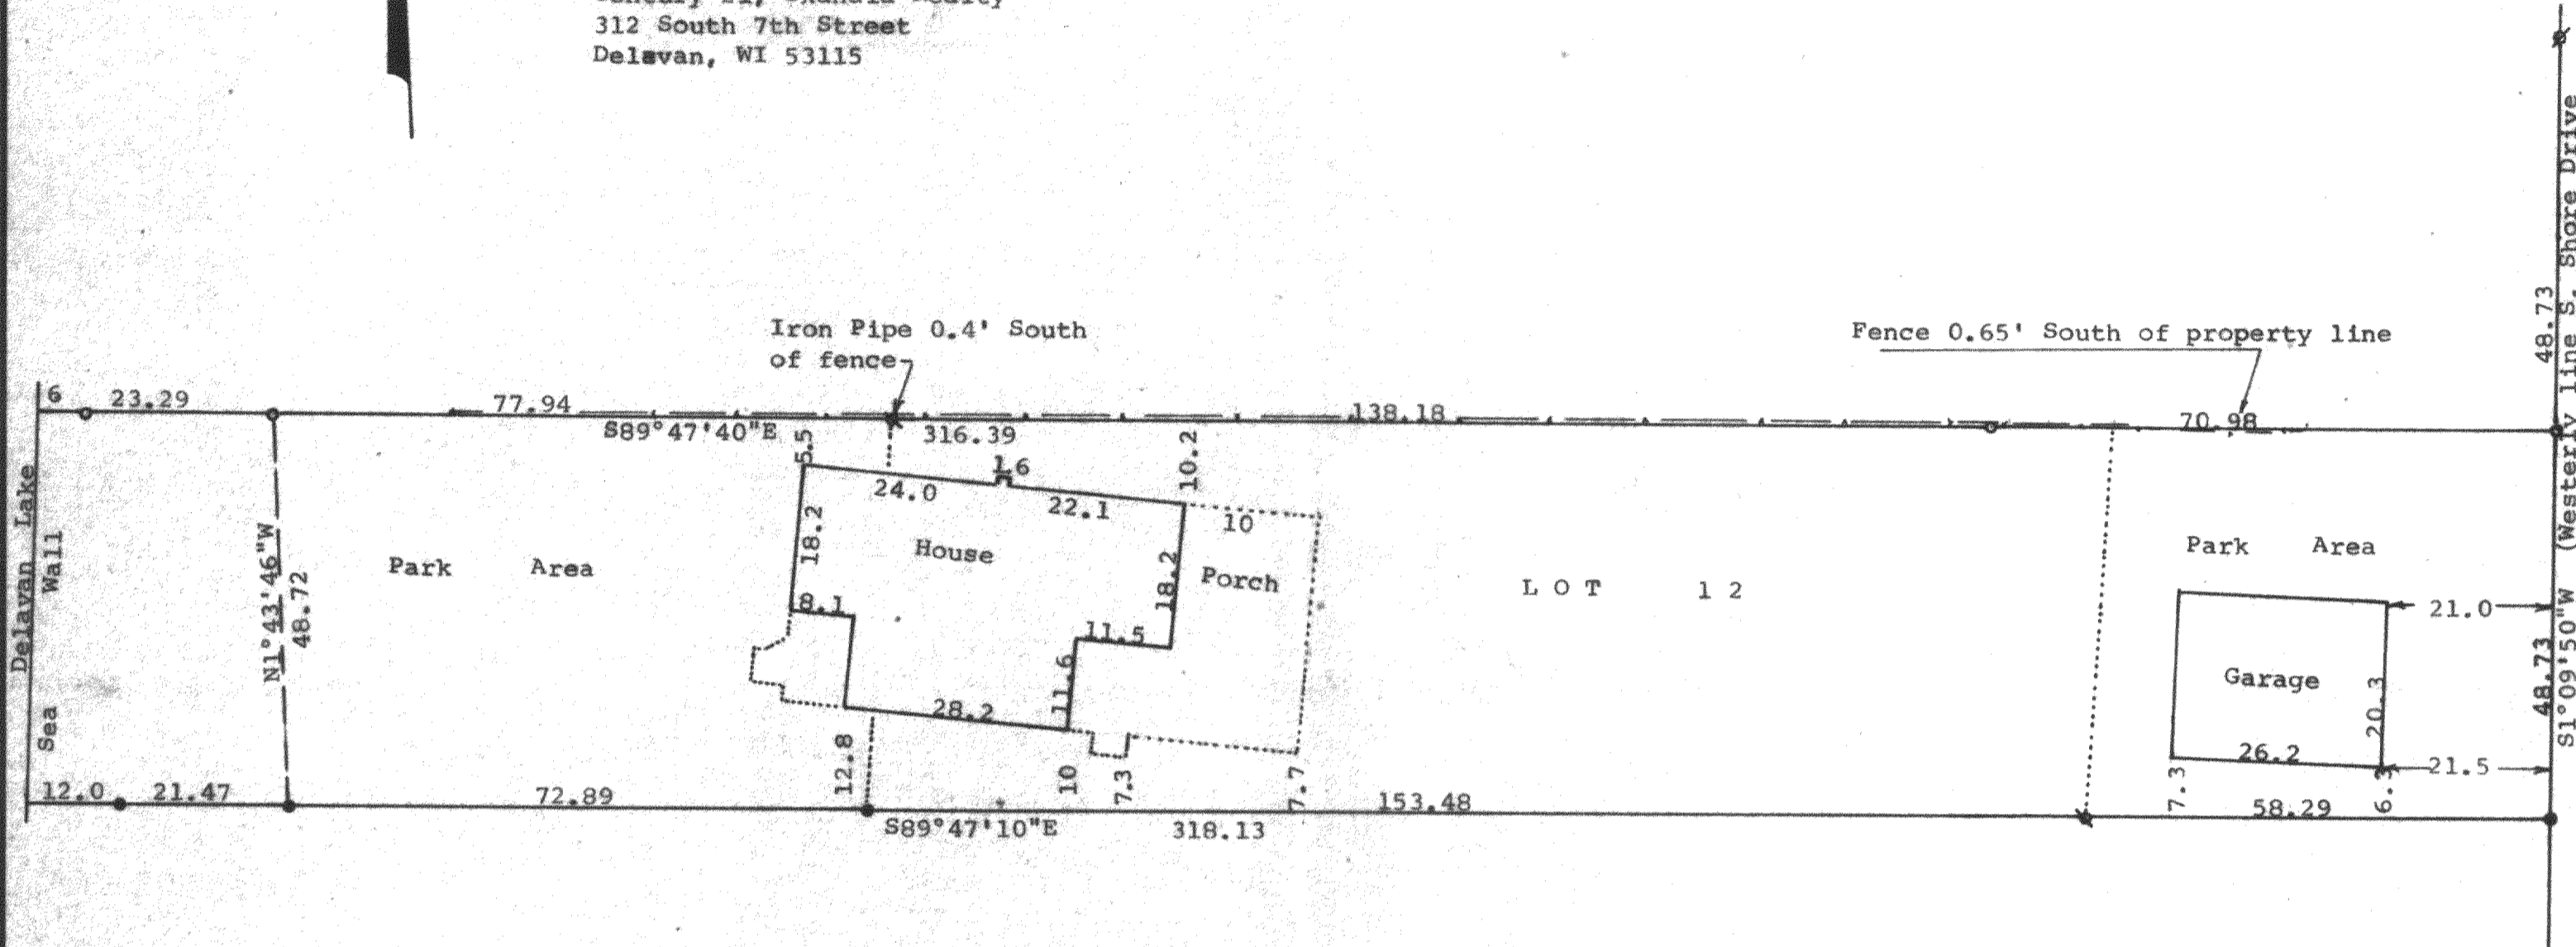 312 South 7th Street
Delavan, WI 53115
Iron Pipe 0.4' South
of fence
Fence 0.65' South of property line
6
23.29
77.94
138.18
70.98
S89°47'40"E
316.39
5.5
1.6
10.2
24.0
22.1
10
18.2
House
18.2
Porch
8.1
11.5
11.6
28.2
12.8
10
7.3
7.7
Delavan Lake
Sea Wall
N1°43'46"W
48.72
Park Area
LOT 12
Park Area
Garage
20.3
26.2
21.0
21.5
7.3
6.3
48.73
48.73
S1°09'50"W (Westerly line S. Shore Drive
12.0
21.47
72.89
153.48
58.29
S89°47'10"E
318.13